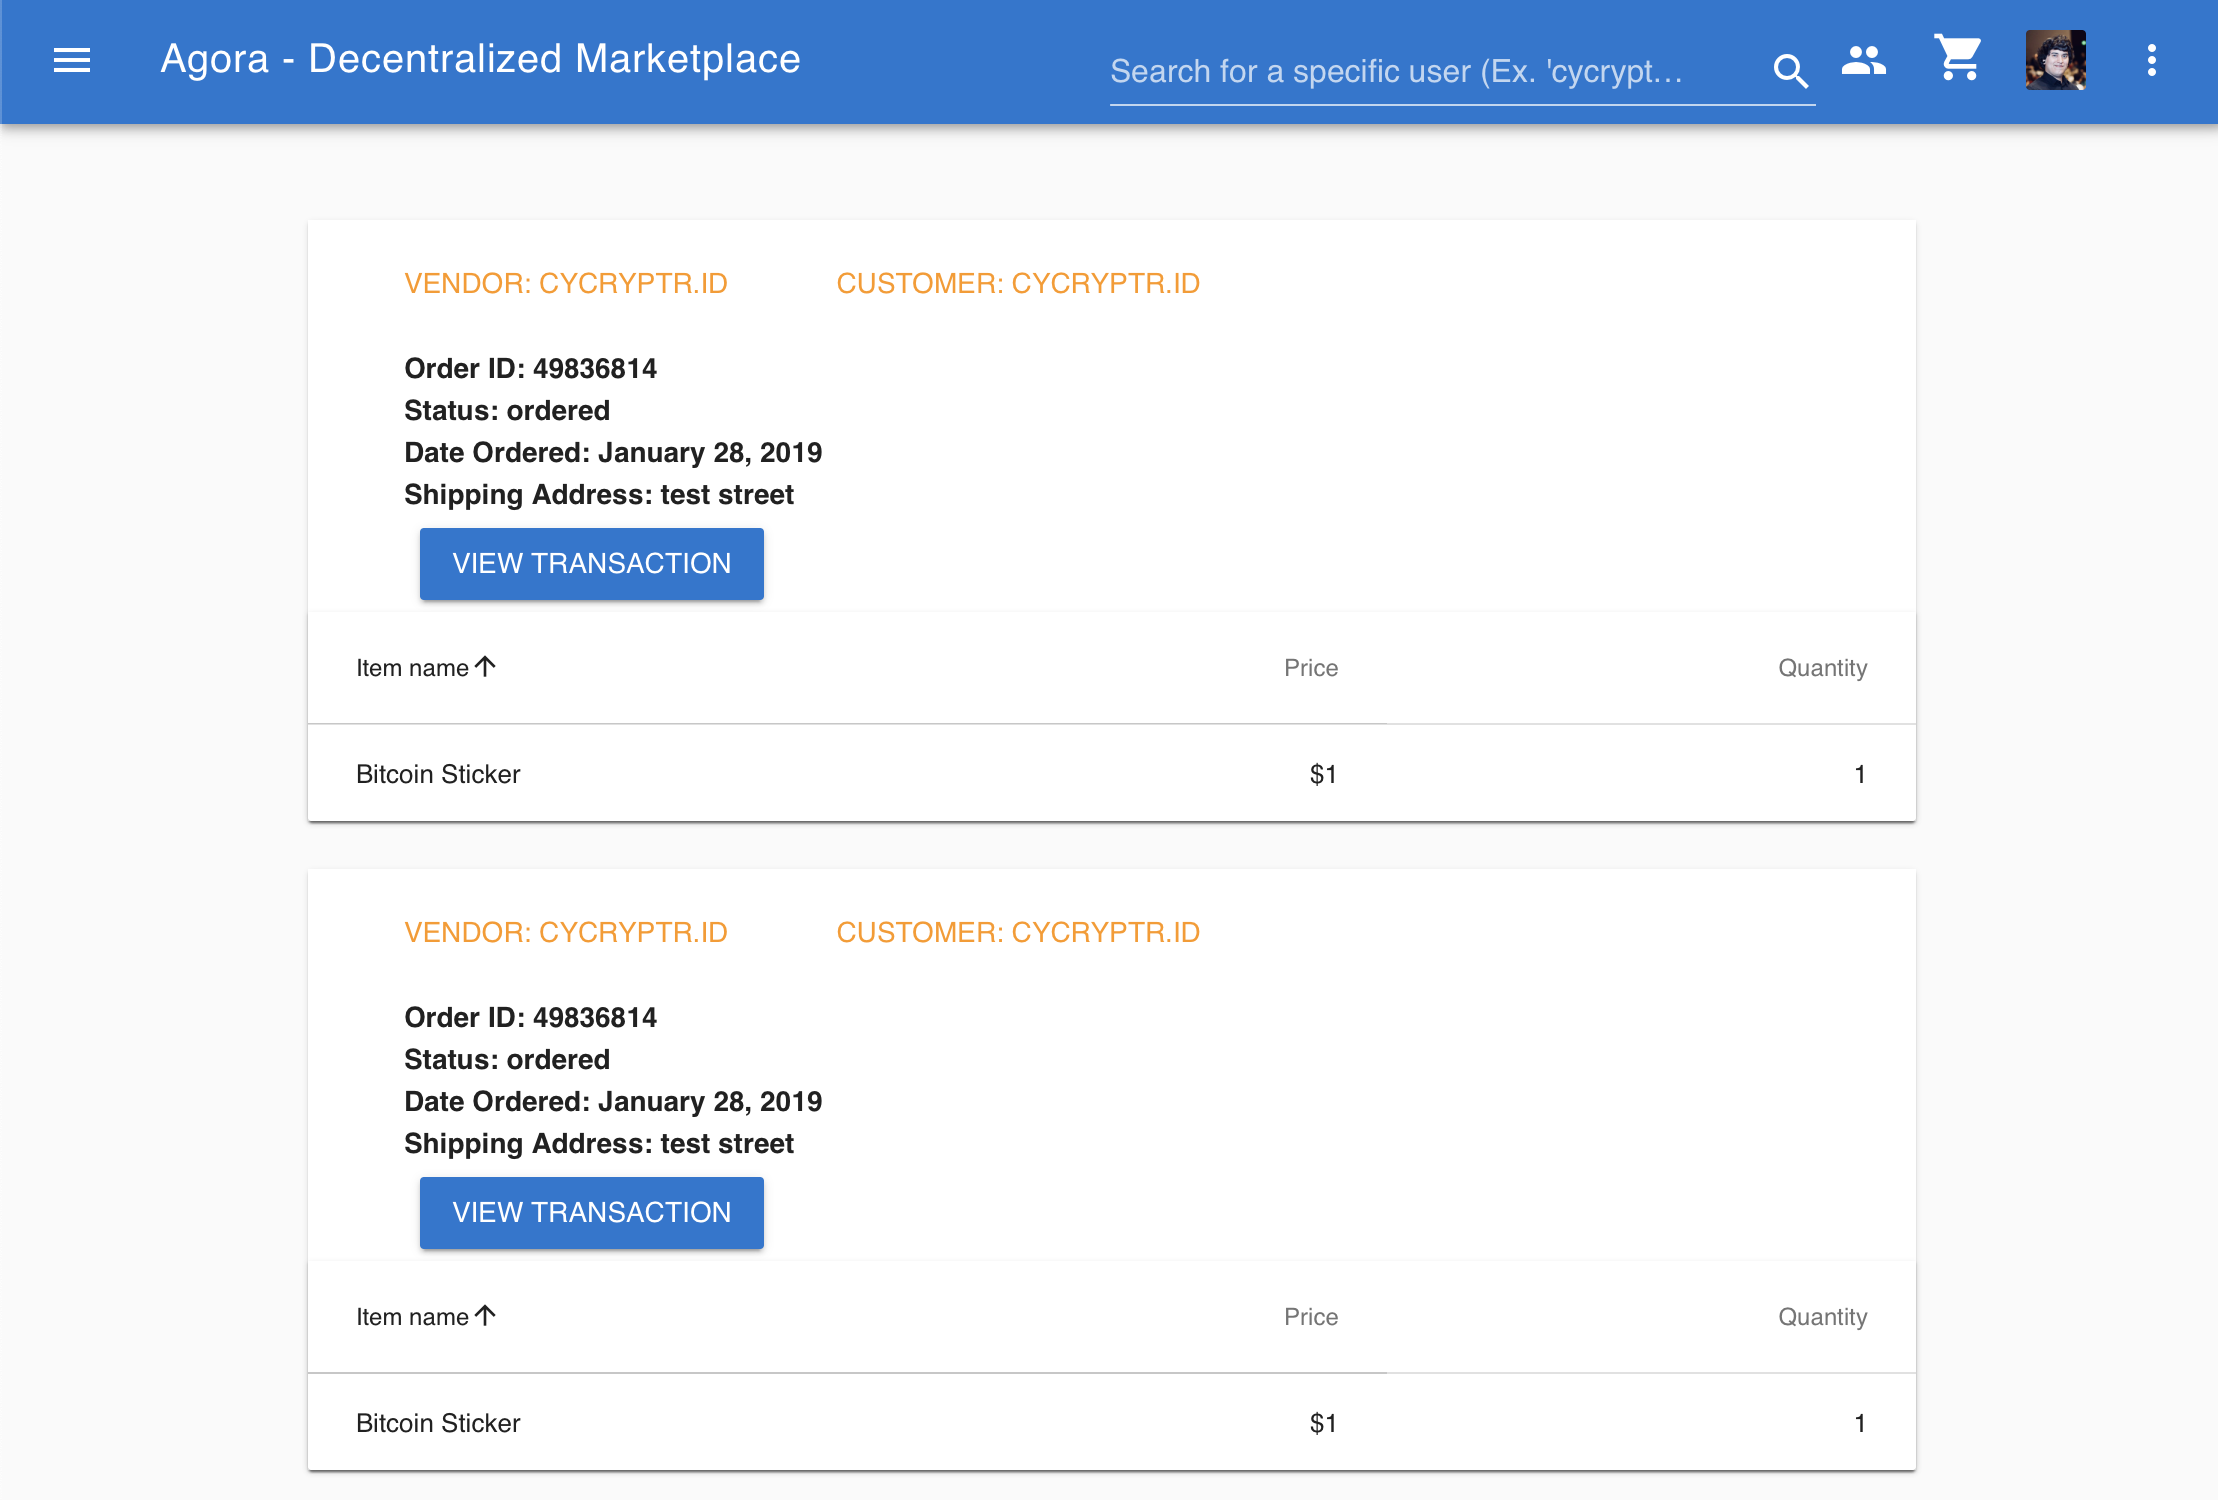 Agora - Decentralized Marketplace
Search for a specific user (Ex. 'cycrypt...
VENDOR: CYCRYPTR.ID CUSTOMER: CYCRYPTR.ID
Order ID: 49836814
Status: ordered
Date Ordered: January 28, 2019
Shipping Address: test street
VIEW TRANSACTION
Item name Price Quantity
Bitcoin Sticker $1 1
VENDOR: CYCRYPTR.ID CUSTOMER: CYCRYPTR.ID
Order ID: 49836814
Status: ordered
Date Ordered: January 28, 2019
Shipping Address: test street
VIEW TRANSACTION
Item name Price Quantity
Bitcoin Sticker $1 1